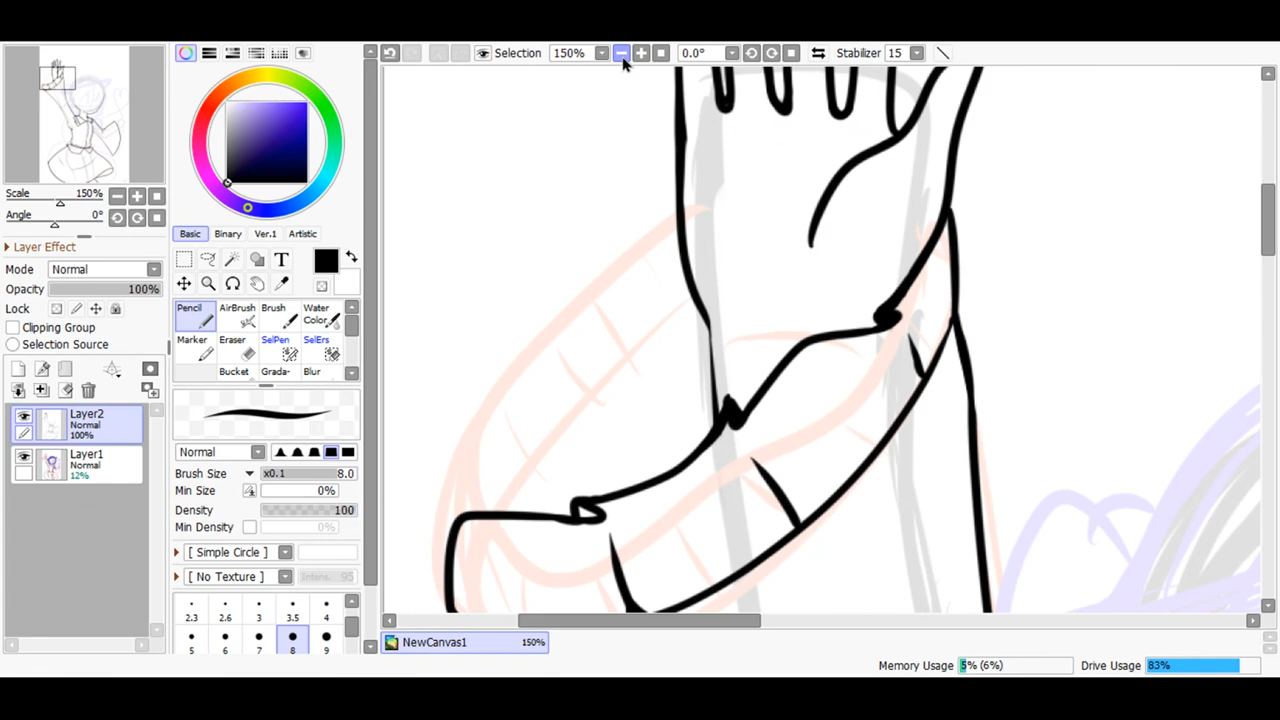 Selection 150% 0.0° Stabilizer 15
Scale 150%
Angle 0°
Basic Binary Ver.1 Artistic
Layer Effect
Mode Normal
Opacity 100%
Lock
Clipping Group
Selection Source
T
Pencil AirBrush Brush Water Color
Marker Eraser SelPen SelErs
Bucket Grada- Blur
Layer2
Normal
100%
Layer1
Normal
12%
Normal
Brush Size x0.1 8.0
Min Size 0%
Density 100
Min Density 0%
[ Simple Circle ]
[ No Texture ] Intens. 95
2.3 2.6 3 3.5 4
5 6 7 8 9
NewCanvas1 150%
Memory Usage 5% (6%) Drive Usage 83%